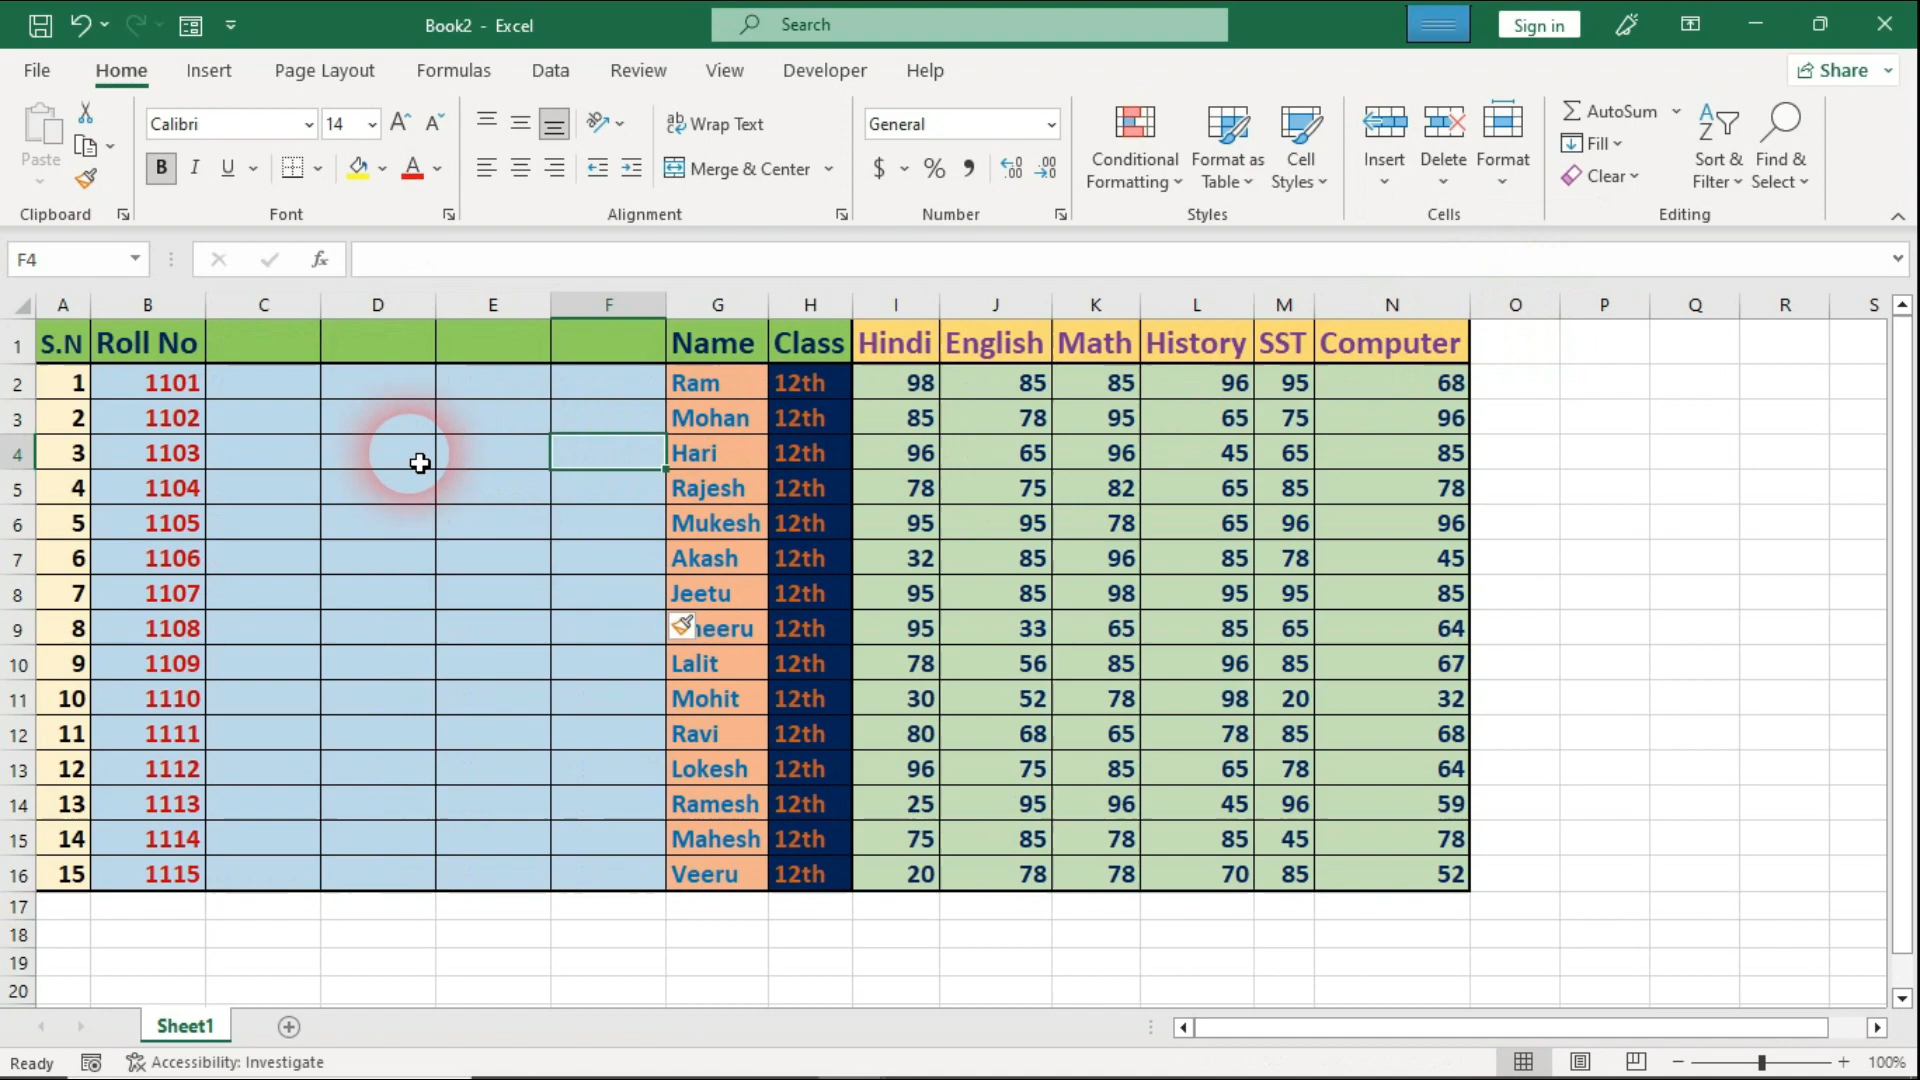 Book2 - Excel
Search
Sign in
File Home Insert Page Layout Formulas Data Review View Developer Help Share
Paste
Calibri 14
B I U A
Wrap Text
Merge & Center
General
$ %
Conditional Formatting
Format as Table
Cell Styles
Insert Delete Format
AutoSum
Fill
Clear
Sort & Filter
Find & Select
Clipboard Font Alignment Number Styles Cells Editing
F4 fx
A B C D E F G H I J K L M N O P Q R S
1 S.N Roll No Name Class Hindi English Math History SST Computer
2 1 1101 Ram 12th 98 85 85 96 95 68
3 2 1102 Mohan 12th 85 78 95 65 75 96
4 3 1103 Hari 12th 96 65 96 45 65 85
5 4 1104 Rajesh 12th 78 75 82 65 85 78
6 5 1105 Mukesh 12th 95 95 78 65 96 96
7 6 1106 Akash 12th 32 85 96 85 78 45
8 7 1107 Jeetu 12th 95 85 98 95 95 85
9 8 1108 heeru 12th 95 33 65 85 65 64
10 9 1109 Lalit 12th 78 56 85 96 85 67
11 10 1110 Mohit 12th 30 52 78 98 20 32
12 11 1111 Ravi 12th 80 68 65 78 85 68
13 12 1112 Lokesh 12th 96 75 85 65 78 64
14 13 1113 Ramesh 12th 25 95 96 45 96 59
15 14 1114 Mahesh 12th 75 85 78 85 45 78
16 15 1115 Veeru 12th 20 78 78 70 85 52
17
18
19
20
Sheet1
Ready Accessibility: Investigate 100%